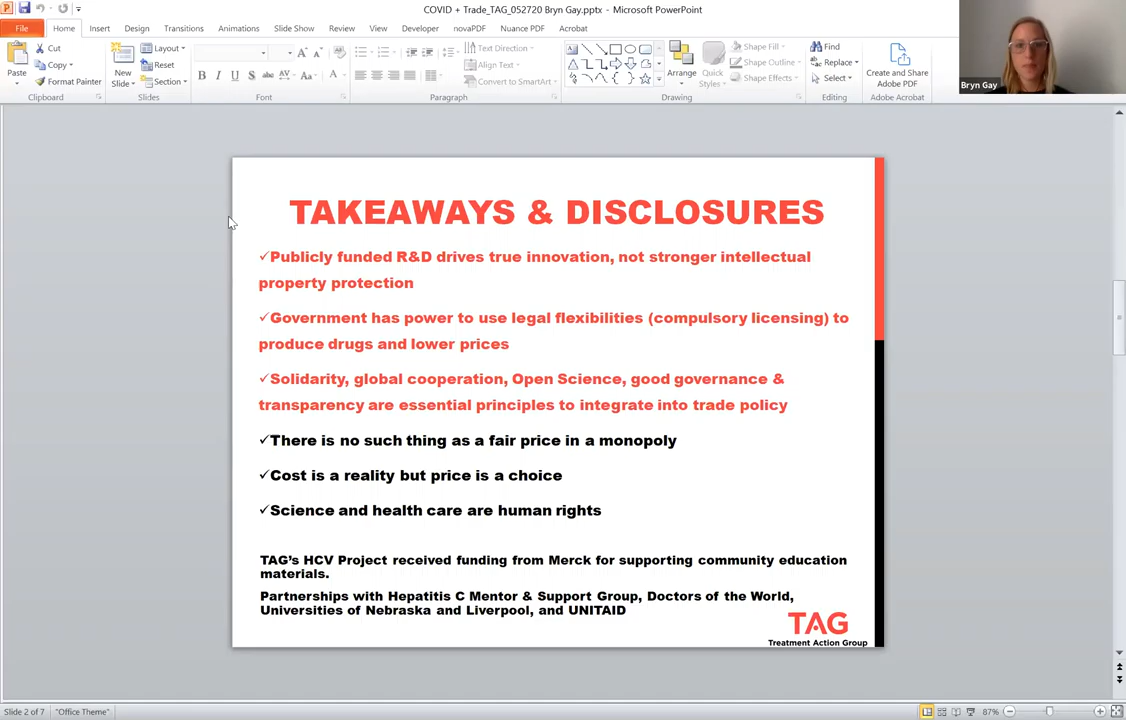 COVID + Trade_TAG_052720 Bryn Gay.pptx - Microsoft PowerPoint
File Home Insert Design Transitions Animations Slide Show Review View Developer novaPDF Nuance PDF Acrobat
Paste
Cut
Copy
Format Painter
Clipboard
New
Slide
Layout
Reset
Section
Slides
B I U S abc AV Aa A
Font
Text Direction
Align Text
Convert to SmartArt
Paragraph
Arrange
Quick
Styles
Shape Fill
Shape Outline
Shape Effects
Drawing
Find
Replace
Select
Editing
Create and Share
Adobe PDF
Adobe Acrobat
Bryn Gay
TAKEAWAYS & DISCLOSURES
✓Publicly funded R&D drives true innovation, not stronger intellectual
property protection
✓Government has power to use legal flexibilities (compulsory licensing) to
produce drugs and lower prices
✓Solidarity, global cooperation, Open Science, good governance &
transparency are essential principles to integrate into trade policy
✓There is no such thing as a fair price in a monopoly
✓Cost is a reality but price is a choice
✓Science and health care are human rights
TAG's HCV Project received funding from Merck for supporting community education
materials.
Partnerships with Hepatitis C Mentor & Support Group, Doctors of the World,
Universities of Nebraska and Liverpool, and UNITAID
TAG
Treatment Action Group
Slide 2 of 7 "Office Theme" 87%